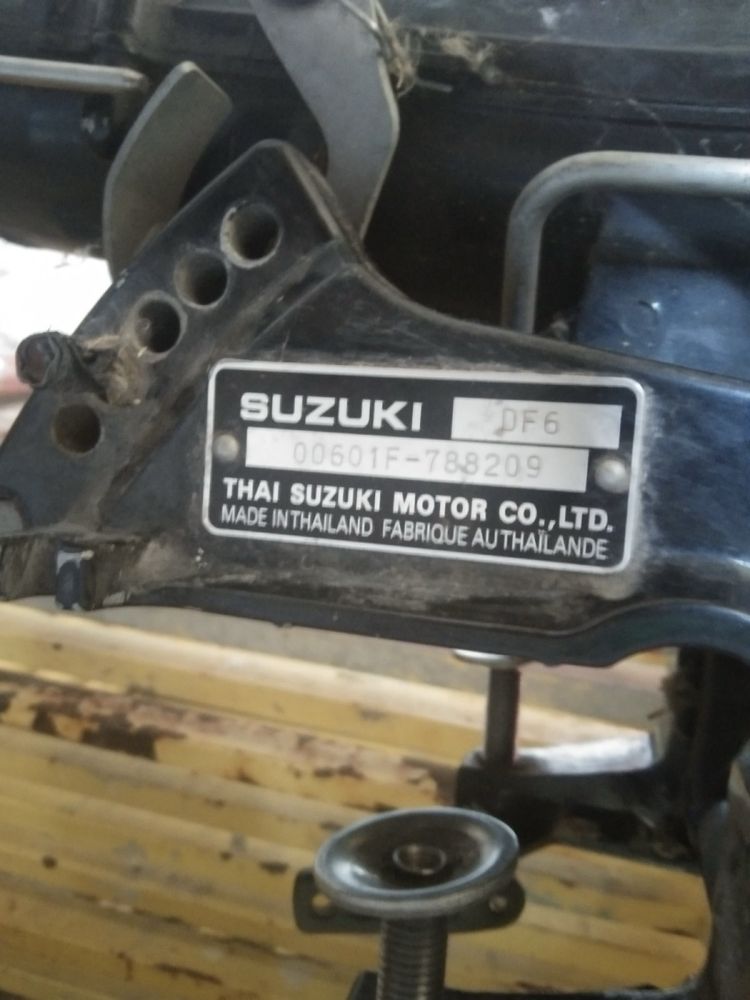 SUZUKI DF6
00601F-788209
THAI SUZUKI MOTOR CO.,LTD.
MADE IN THAILAND FABRIQUE AU THAÏLANDE